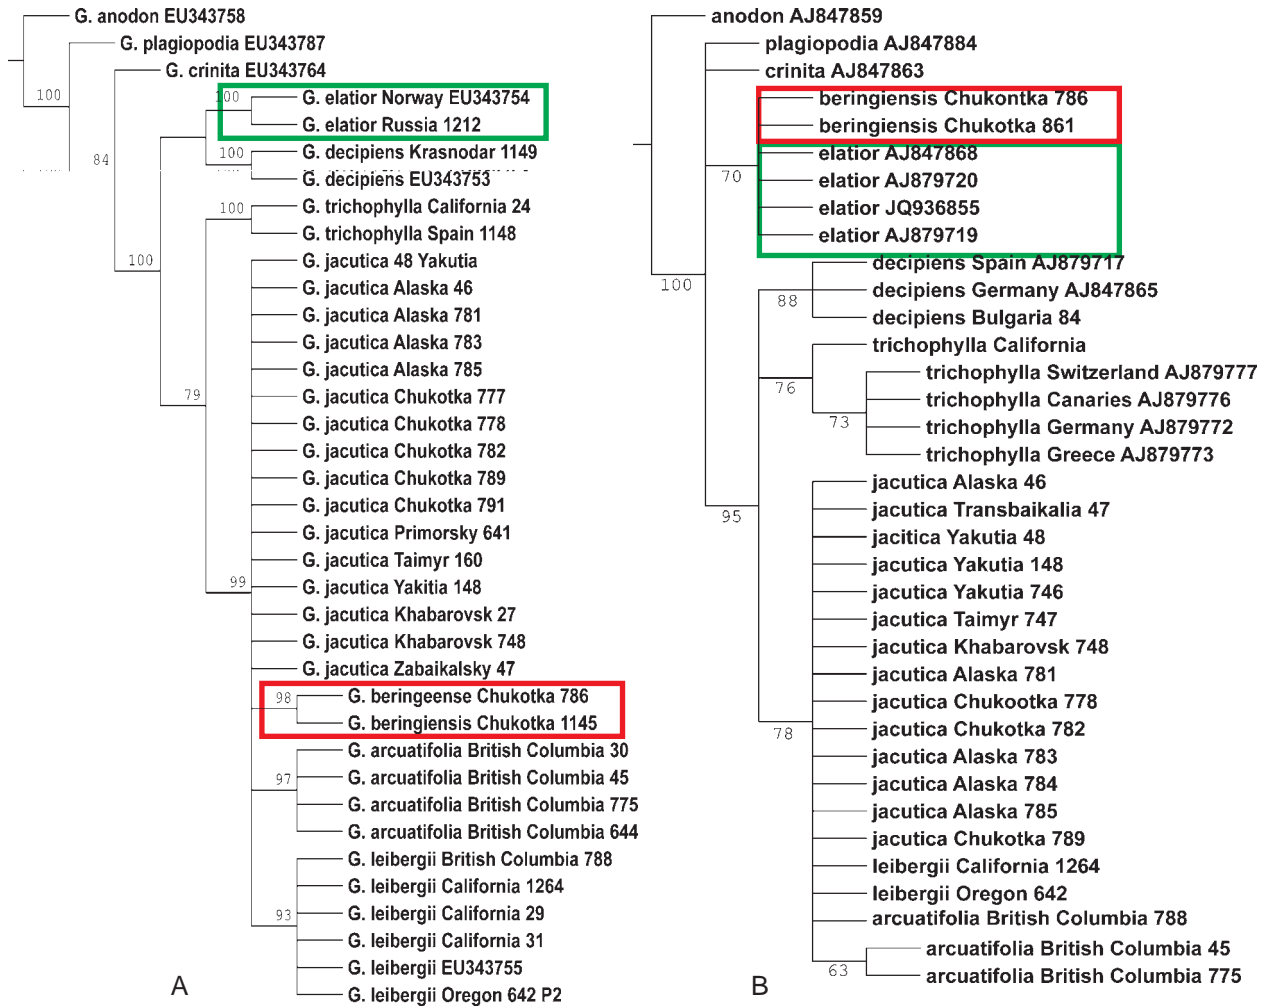 G. anodon EU343758
G. plagiopodia EU343787
G. crinita EU343764
100
100
G. elatior Norway EU343754
G. elatior Russia 1212
84
100
G. decipiens Krasnodar 1149
G. decipiens EU343753
100
G. trichophylla California 24
G. trichophylla Spain 1148
100
G. jacutica 48 Yakutia
G. jacutica Alaska 46
G. jacutica Alaska 781
G. jacutica Alaska 783
G. jacutica Alaska 785
79
G. jacutica Chukotka 777
G. jacutica Chukotka 778
G. jacutica Chukotka 782
G. jacutica Chukotka 789
G. jacutica Chukotka 791
G. jacutica Primorsky 641
G. jacutica Taimyr 160
99
G. jacutica Yakitia 148
G. jacutica Khabarovsk 27
G. jacutica Khabarovsk 748
G. jacutica Zabaikalsky 47
98
G. beringeense Chukotka 786
G. beringiensis Chukotka 1145
G. arcuatifolia British Columbia 30
97
G. arcuatifolia British Columbia 45
G. arcuatifolia British Columbia 775
G. arcuatifolia British Columbia 644
G. leibergii British Columbia 788
G. leibergii California 1264
93
G. leibergii California 29
G. leibergii California 31
G. leibergii EU343755
G. leibergii Oregon 642 P2
A
anodon AJ847859
plagiopodia AJ847884
crinita AJ847863
beringiensis Chukontka 786
beringiensis Chukotka 861
elatior AJ847868
70
elatior AJ879720
elatior JQ936855
elatior AJ879719
decipiens Spain AJ879717
100
88
decipiens Germany AJ847865
decipiens Bulgaria 84
trichophylla California
76
trichophylla Switzerland AJ879777
trichophylla Canaries AJ879776
73
trichophylla Germany AJ879772
trichophylla Greece AJ879773
jacutica Alaska 46
95
jacutica Transbaikalia 47
jacitica Yakutia 48
jacutica Yakutia 148
jacutica Yakutia 746
jacutica Taimyr 747
jacutica Khabarovsk 748
jacutica Alaska 781
jacutica Chukootka 778
78
jacutica Chukotka 782
jacutica Alaska 783
jacutica Alaska 784
jacutica Alaska 785
jacutica Chukotka 789
leibergii California 1264
leibergii Oregon 642
arcuatifolia British Columbia 788
63
arcuatifolia British Columbia 45
arcuatifolia British Columbia 775
B